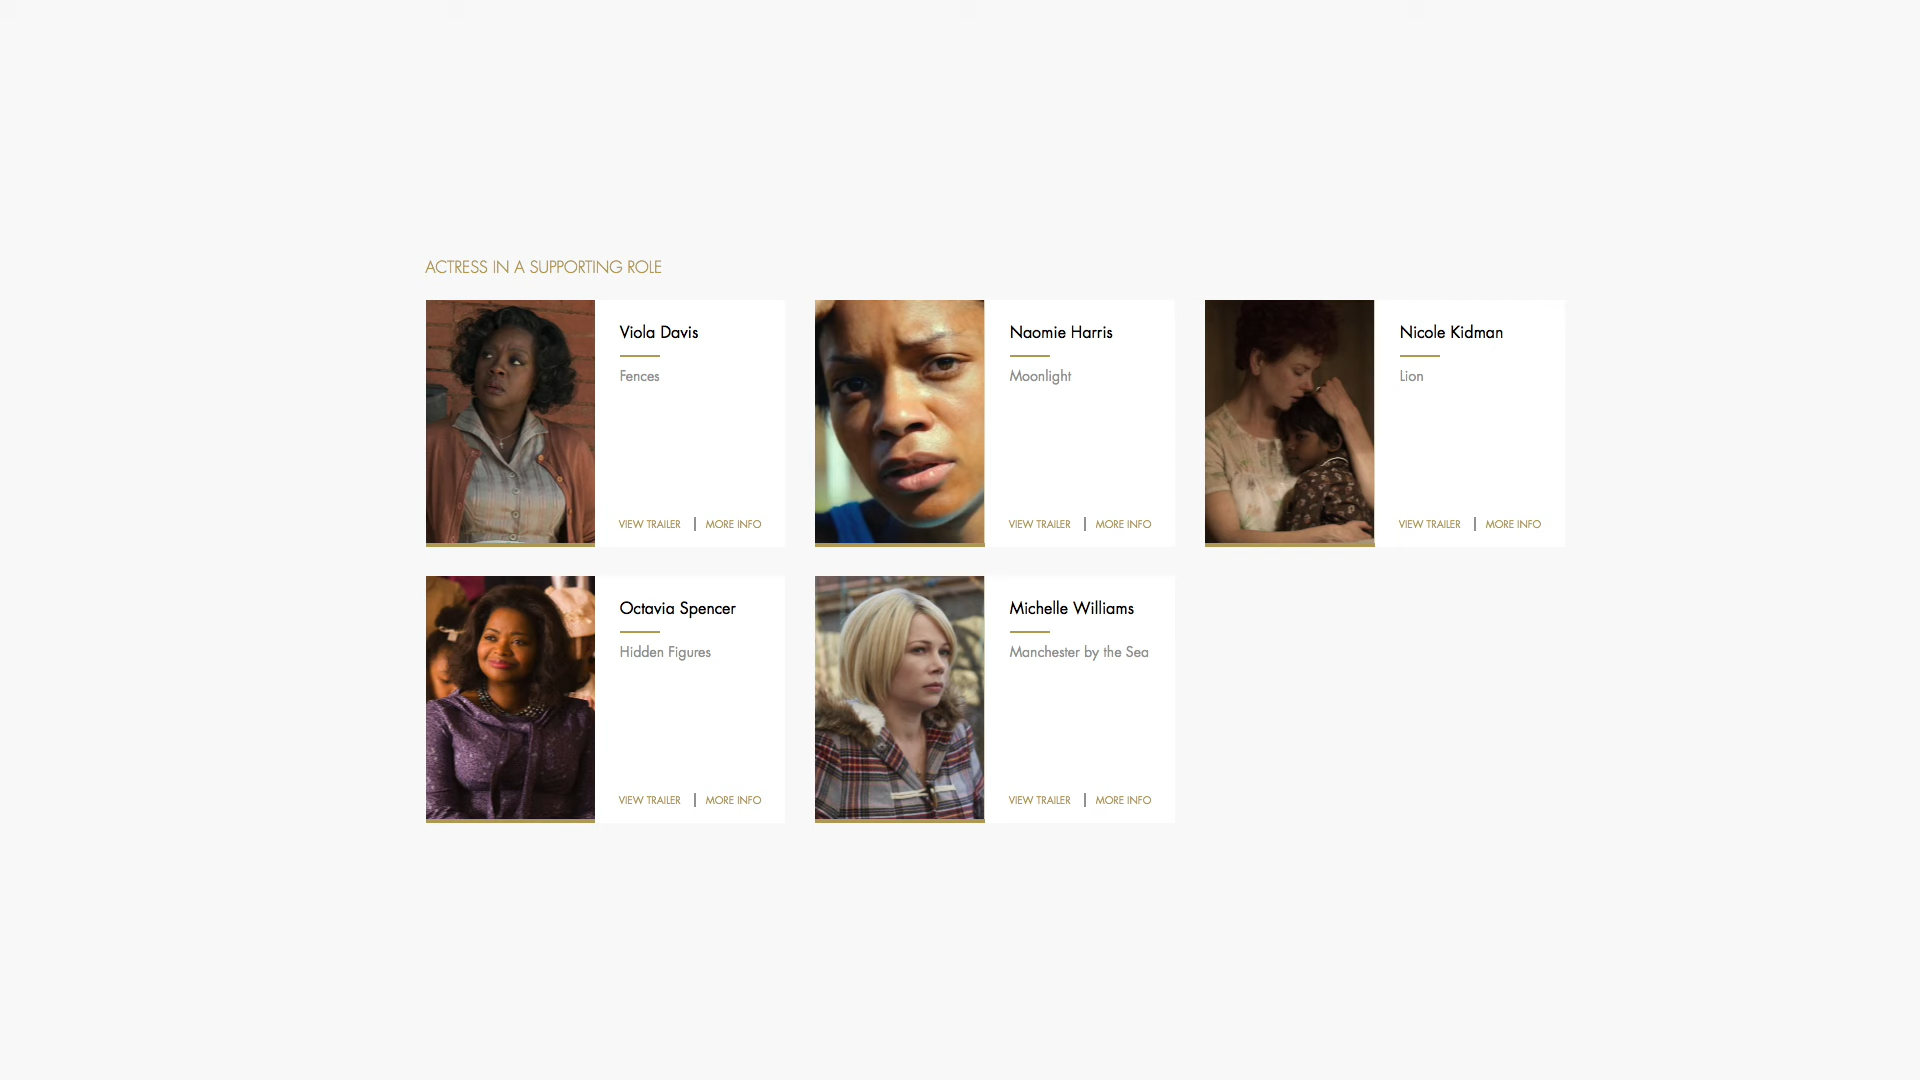 ACTRESS IN A SUPPORTING ROLE
Viola Davis
Fences
VIEW TRAILER | MORE INFO
Naomie Harris
Moonlight
VIEW TRAILER | MORE INFO
Nicole Kidman
Lion
VIEW TRAILER | MORE INFO
Octavia Spencer
Hidden Figures
VIEW TRAILER | MORE INFO
Michelle Williams
Manchester by the Sea
VIEW TRAILER | MORE INFO